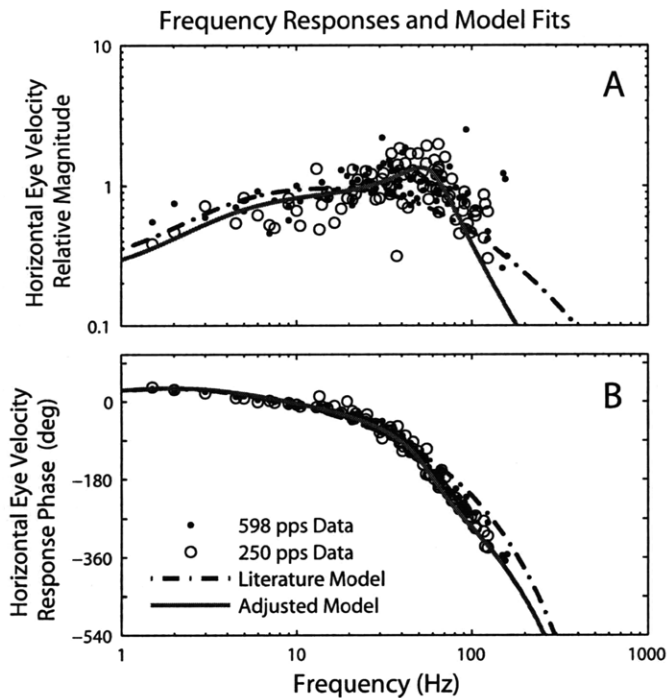 Frequency Responses and Model Fits
10
1
0.1
Horizontal Eye Velocity
Relative Magnitude
A
0
−180
−360
−540
Horizontal Eye Velocity
Response Phase (deg)
B
598 pps Data
250 pps Data
Literature Model
Adjusted Model
1
10
100
1000
Frequency (Hz)